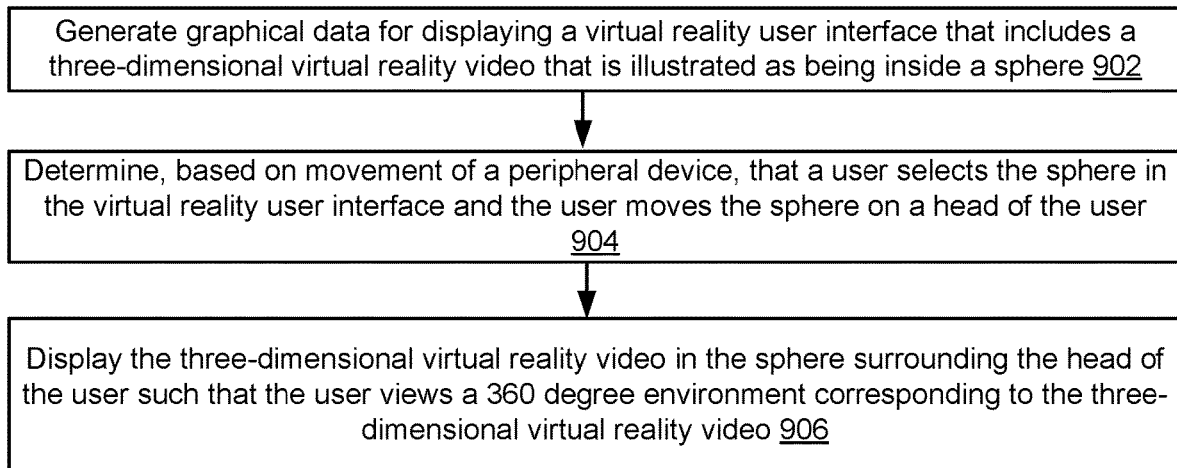 Generate graphical data for displaying a virtual reality user interface that includes a
three-dimensional virtual reality video that is illustrated as being inside a sphere 902
Determine, based on movement of a peripheral device, that a user selects the sphere in
the virtual reality user interface and the user moves the sphere on a head of the user
904
Display the three-dimensional virtual reality video in the sphere surrounding the head of
the user such that the user views a 360 degree environment corresponding to the three-
dimensional virtual reality video 906